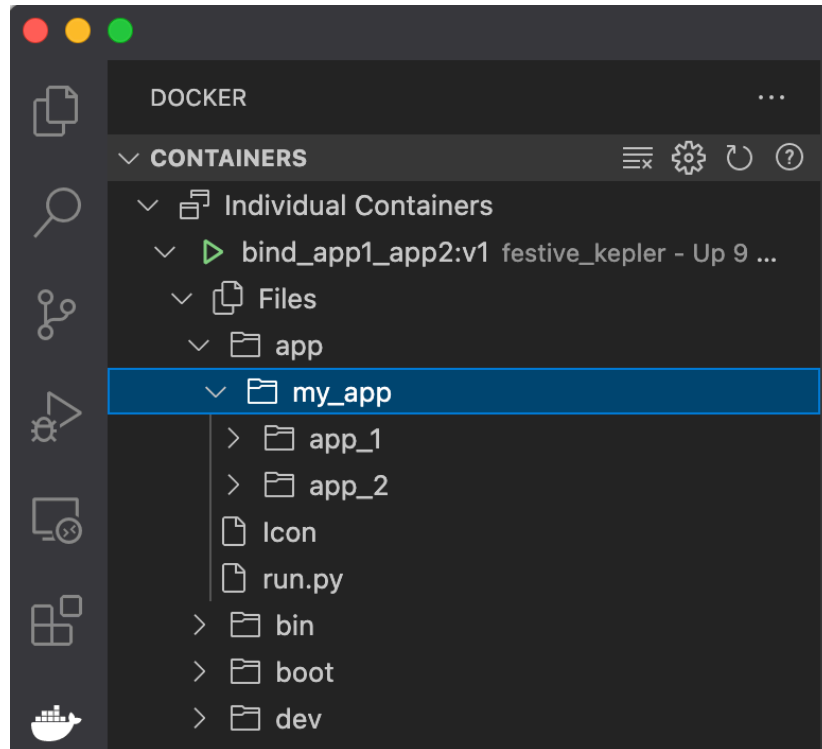 DOCKER
CONTAINERS
Individual Containers
bind_app1_app2:v1 festive_kepler - Up 9 ...
Files
app
my_app
app_1
app_2
Icon
run.py
bin
boot
dev